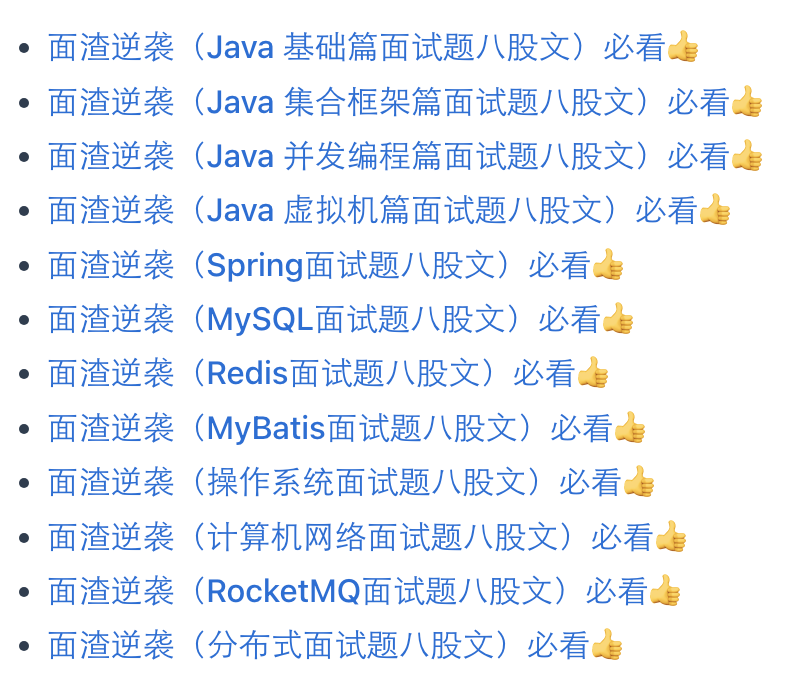 面渣逆袭（Java 基础篇面试题八股文）必看👍
面渣逆袭（Java 集合框架篇面试题八股文）必看👍
面渣逆袭（Java 并发编程篇面试题八股文）必看👍
面渣逆袭（Java 虚拟机篇面试题八股文）必看👍
面渣逆袭（Spring面试题八股文）必看👍
面渣逆袭（MySQL面试题八股文）必看👍
面渣逆袭（Redis面试题八股文）必看👍
面渣逆袭（MyBatis面试题八股文）必看👍
面渣逆袭（操作系统面试题八股文）必看👍
面渣逆袭（计算机网络面试题八股文）必看👍
面渣逆袭（RocketMQ面试题八股文）必看👍
面渣逆袭（分布式面试题八股文）必看👍